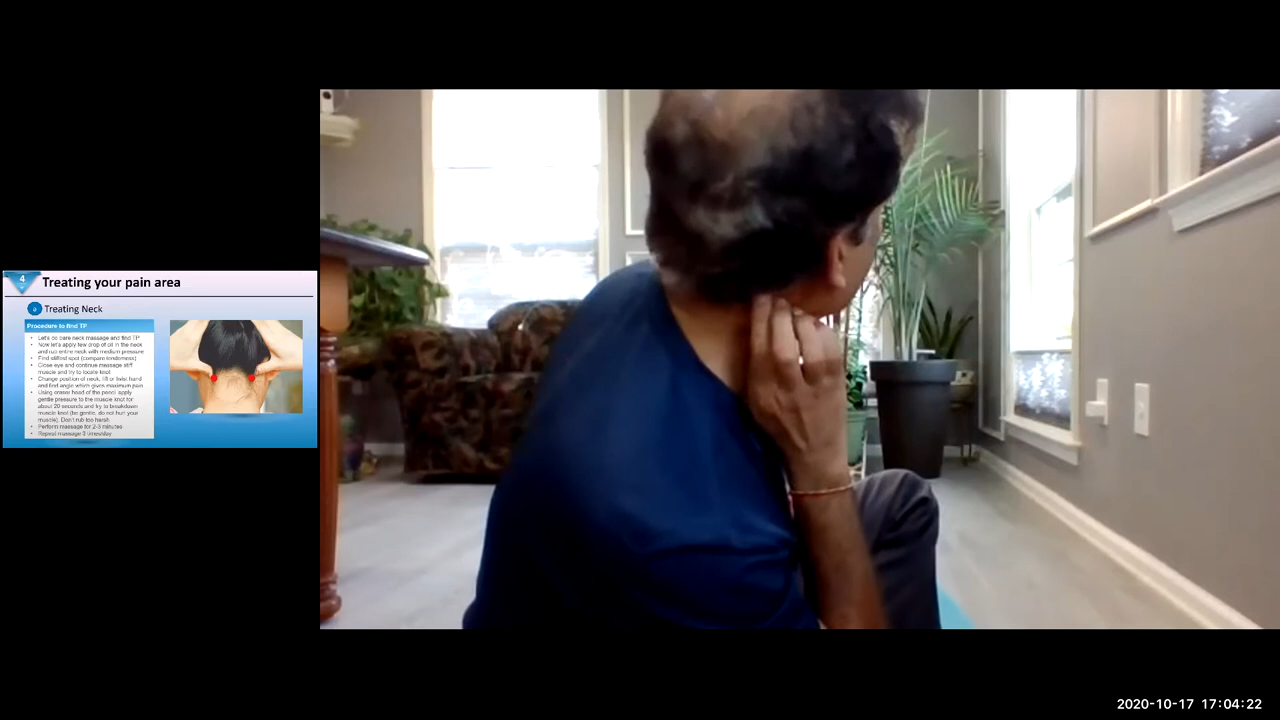 4
Treating your pain area
a Treating Neck
Procedure to find TP
• Let's do bare neck massage and find TP
• Now let's apply few drop of oil in the neck
and rub entire neck with medium pressure
• Find stiffest spot (compare tenderness)
• Close eye and continue massage stiff
muscle and try to locate knot
• Change position of neck, tilt or twist hand
and find angle which gives maximum pain
• Using eraser head of the pencil apply
gentle pressure to the muscle knot for
about 20 seconds and try to breakdown
muscle knot (be gentle, do not hurt your
muscle). Don't rub too harsh
• Perform massage for 2-3 minutes
• Repeat massage 3 times/day
2020-10-17 17:04:22